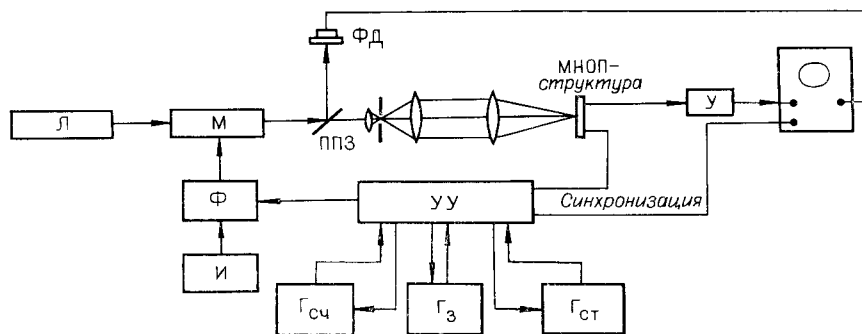 ФД
МНОП-
структура
Л
М
ППЗ
У
Ф
УУ
Синхронизация
И
Гсч
Гз
Гст